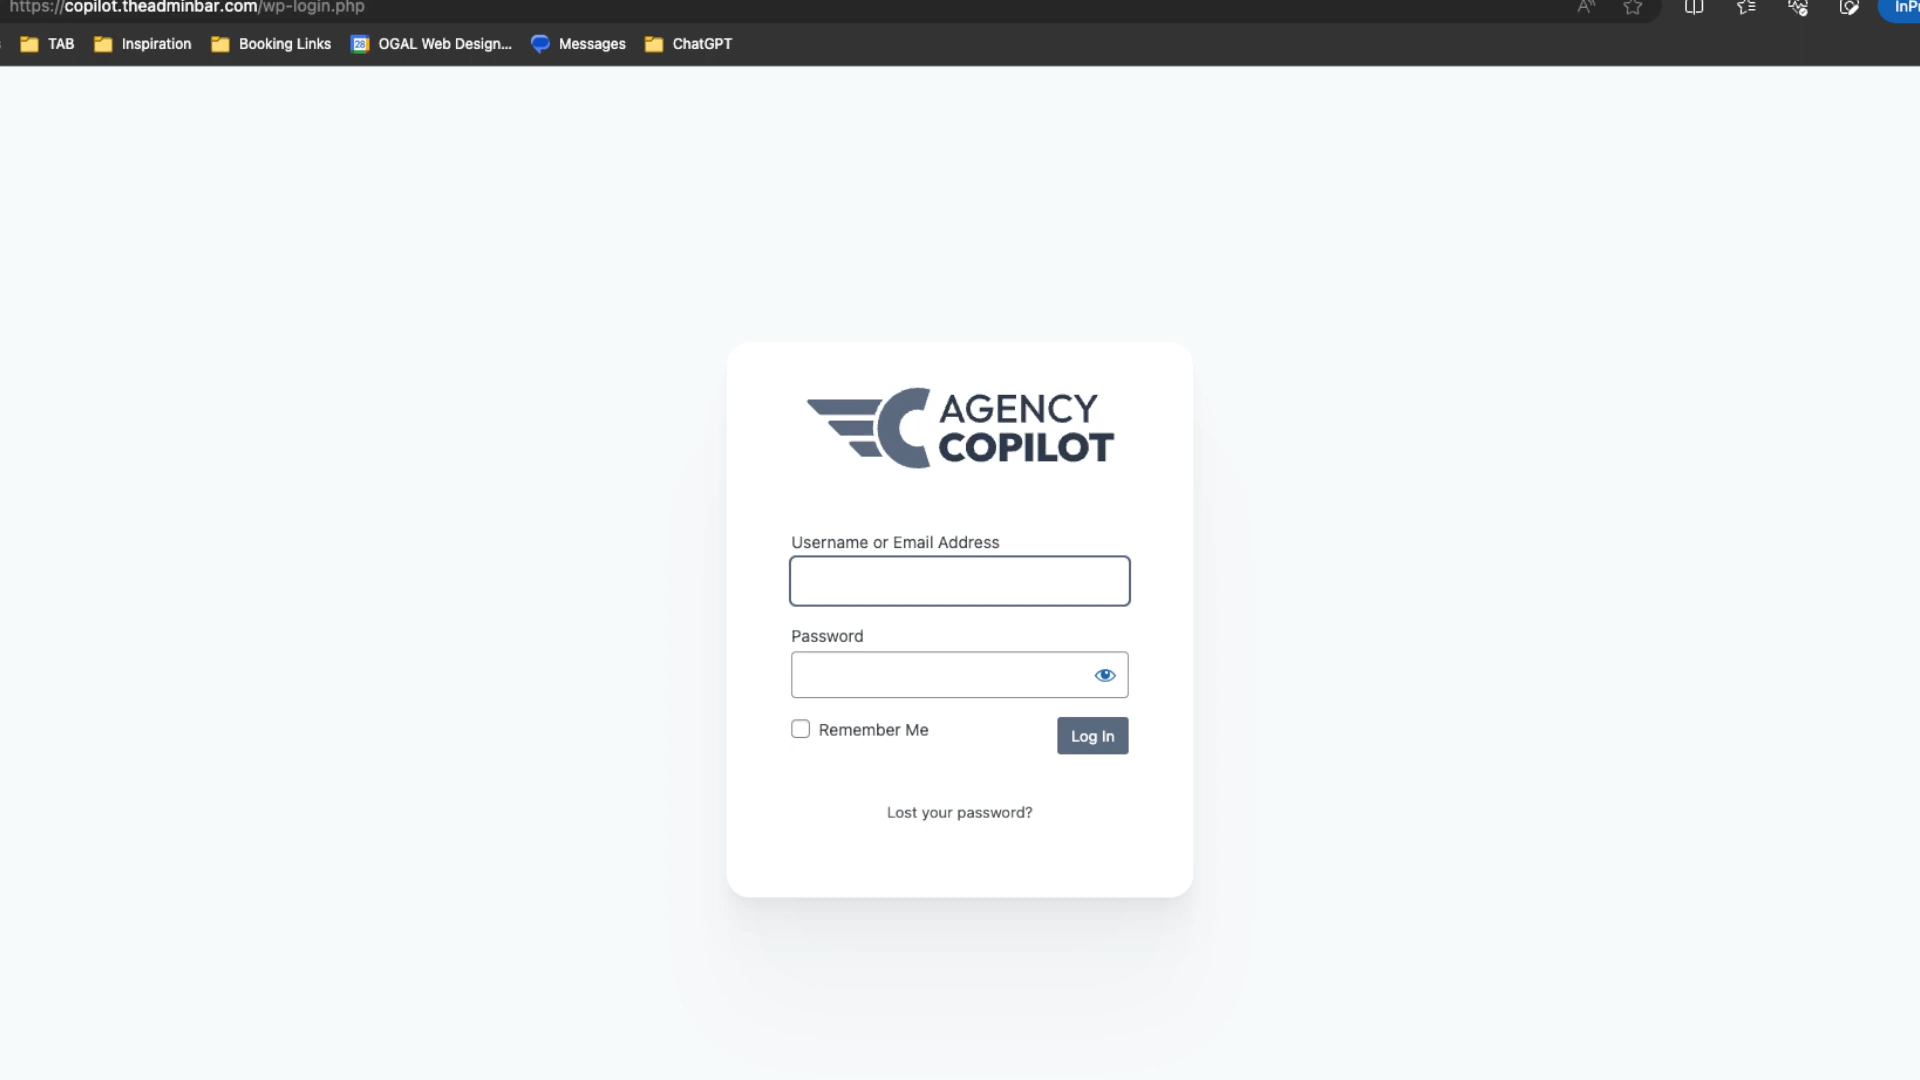 https://copilot.theadminbar.com/wp-login.php
TAB Inspiration Booking Links 28 OGAL Web Design... Messages ChatGPT
AGENCY
COPILOT
Username or Email Address
Password
Remember Me
Log In
Lost your password?